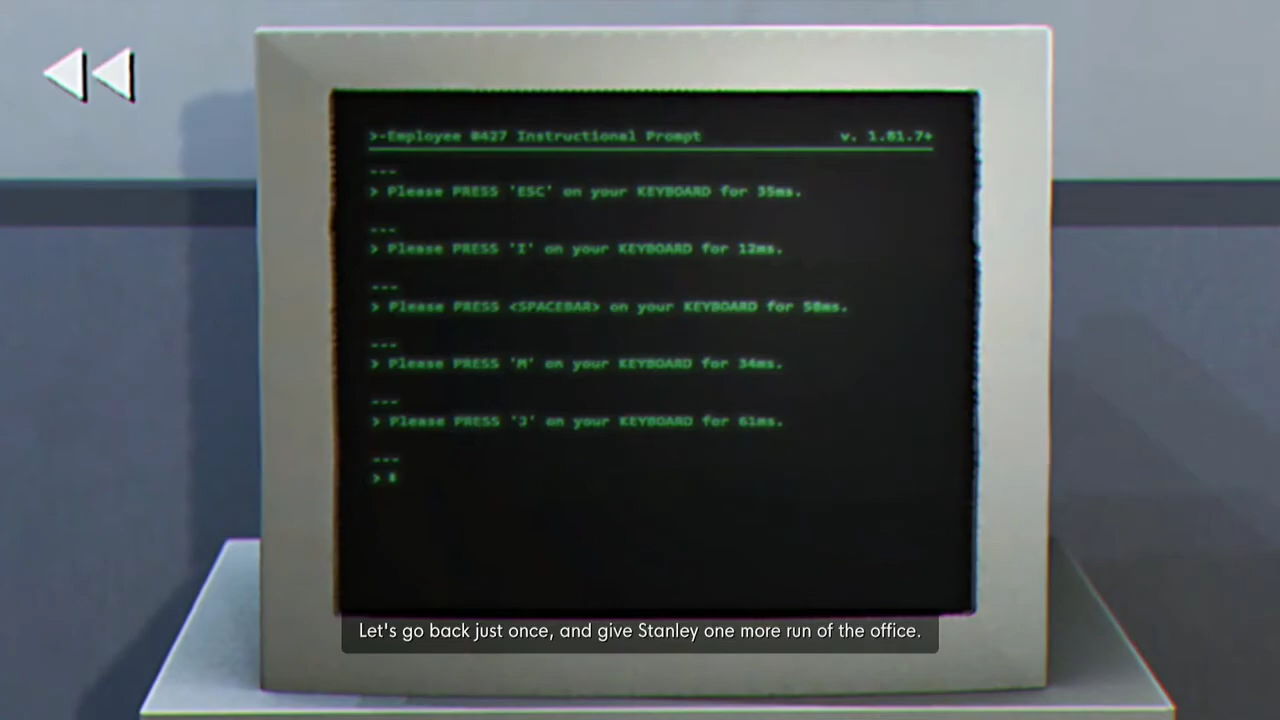 >-Employee #427 Instructional Prompt v. 1.81.7+
---
> Please PRESS 'ESC' on your KEYBOARD for 35ms.
---
> Please PRESS 'I' on your KEYBOARD for 12ms.
---
> Please PRESS <SPACEBAR> on your KEYBOARD for 58ms.
---
> Please PRESS 'M' on your KEYBOARD for 34ms.
---
> Please PRESS 'J' on your KEYBOARD for 61ms.
---
>
Let's go back just once, and give Stanley one more run of the office.